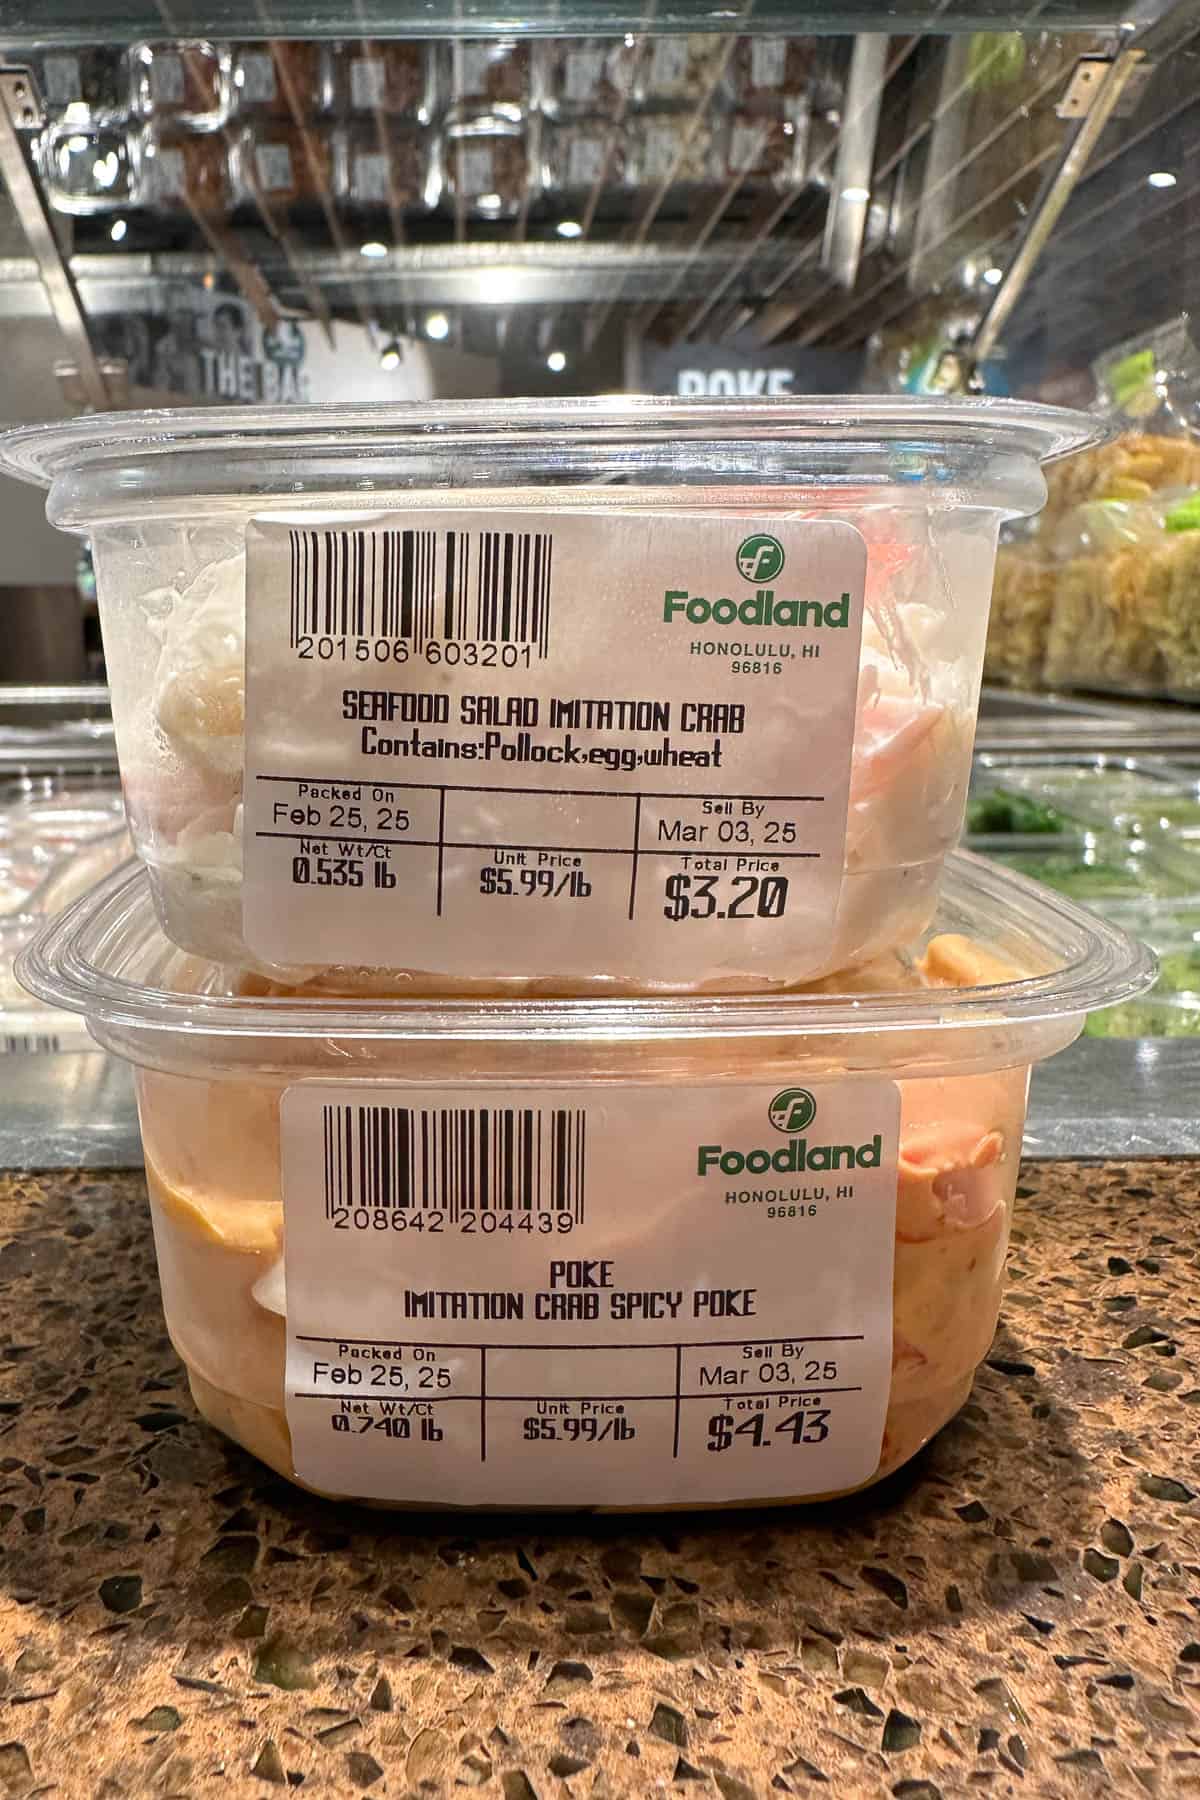 THE BAR
POKE
201506 603201
Foodland
HONOLULU, HI
96816
SEAFOOD SALAD IMITATION CRAB
Contains:Pollock,egg,wheat
Packed On
Feb 25, 25
Sell By
Mar 03, 25
Net Wt/Ct
0.535 lb
Unit Price
$5.99/lb
Total Price
$3.20
208642 204439
Foodland
HONOLULU, HI
96816
POKE
IMITATION CRAB SPICY POKE
Packed On
Feb 25, 25
Sell By
Mar 03, 25
Net Wt/Ct
0.740 lb
Unit Price
$5.99/lb
Total Price
$4.43